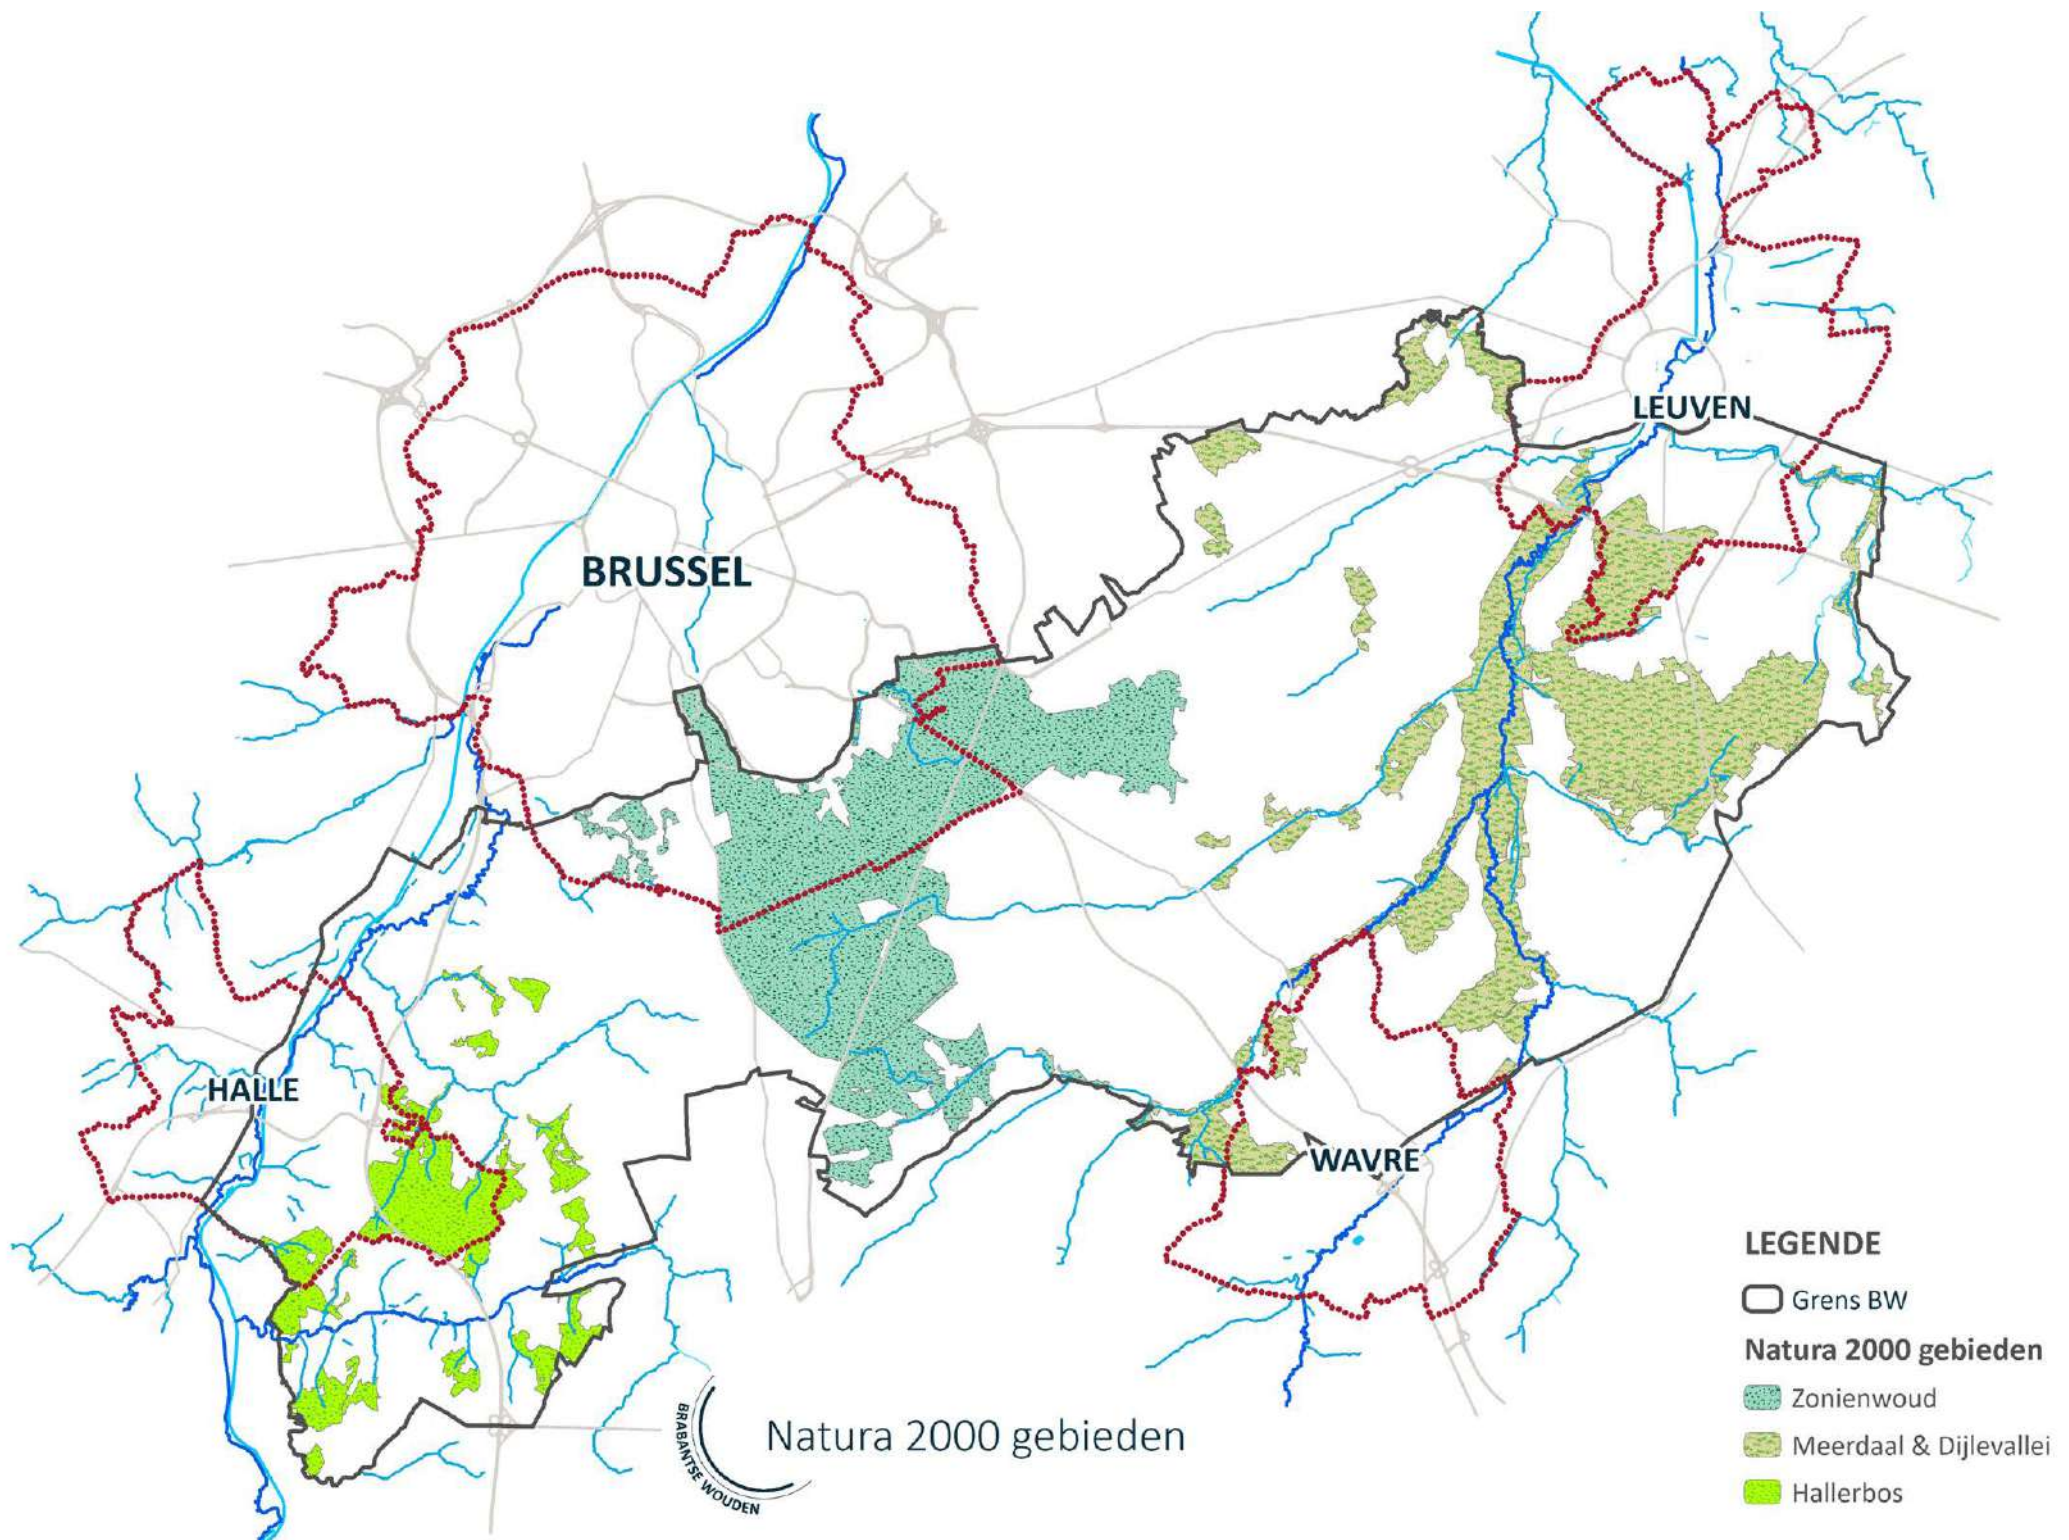 LEUVEN
BRUSSEL
HALLE
WAVRE
LEGENDE
Grens BW
Natura 2000 gebieden
Zonienwoud
Meerdaal & Dijlevallei
Hallerbos
BRABANTSE WOUDEN
Natura 2000 gebieden